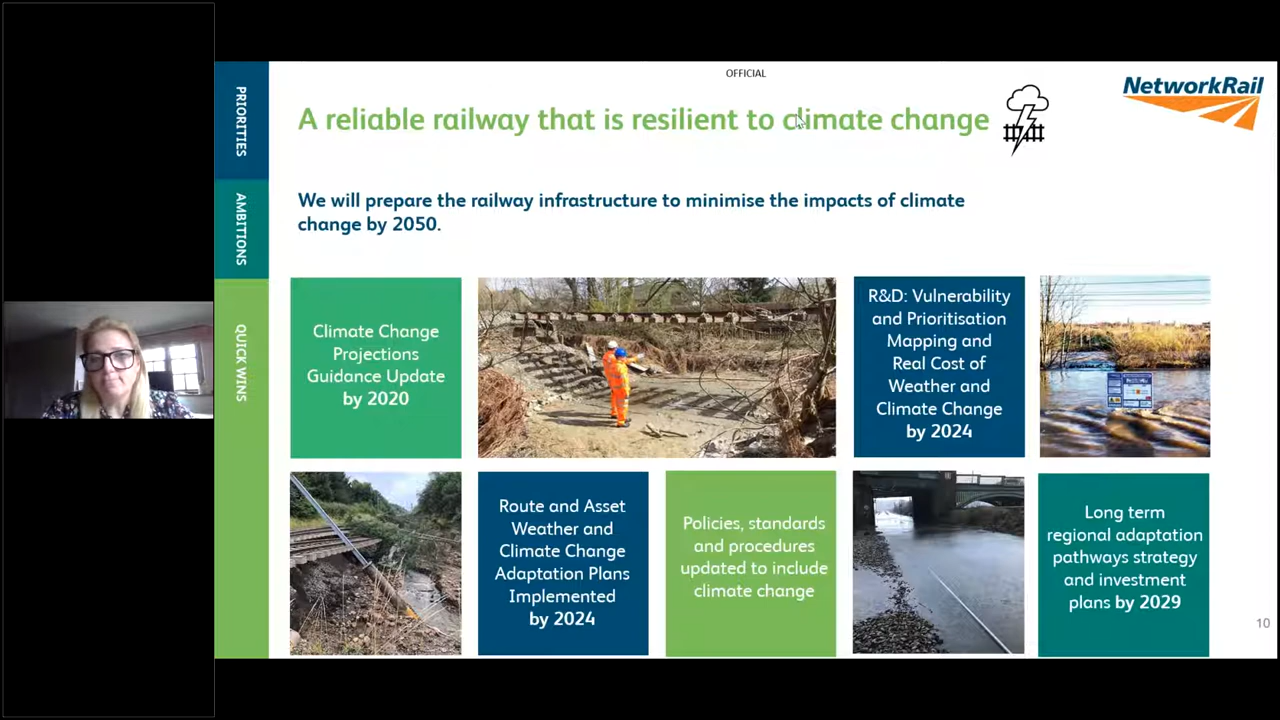 OFFICIAL
NetworkRail
PRIORITIES
AMBITIONS
QUICK WINS
A reliable railway that is resilient to climate change
We will prepare the railway infrastructure to minimise the impacts of climate
change by 2050.
Climate Change
Projections
Guidance Update
by 2020
R&D: Vulnerability
and Prioritisation
Mapping and
Real Cost of
Weather and
Climate Change
by 2024
Route and Asset
Weather and
Climate Change
Adaptation Plans
Implemented
by 2024
Policies, standards
and procedures
updated to include
climate change
Long term
regional adaptation
pathways strategy
and investment
plans by 2029
10